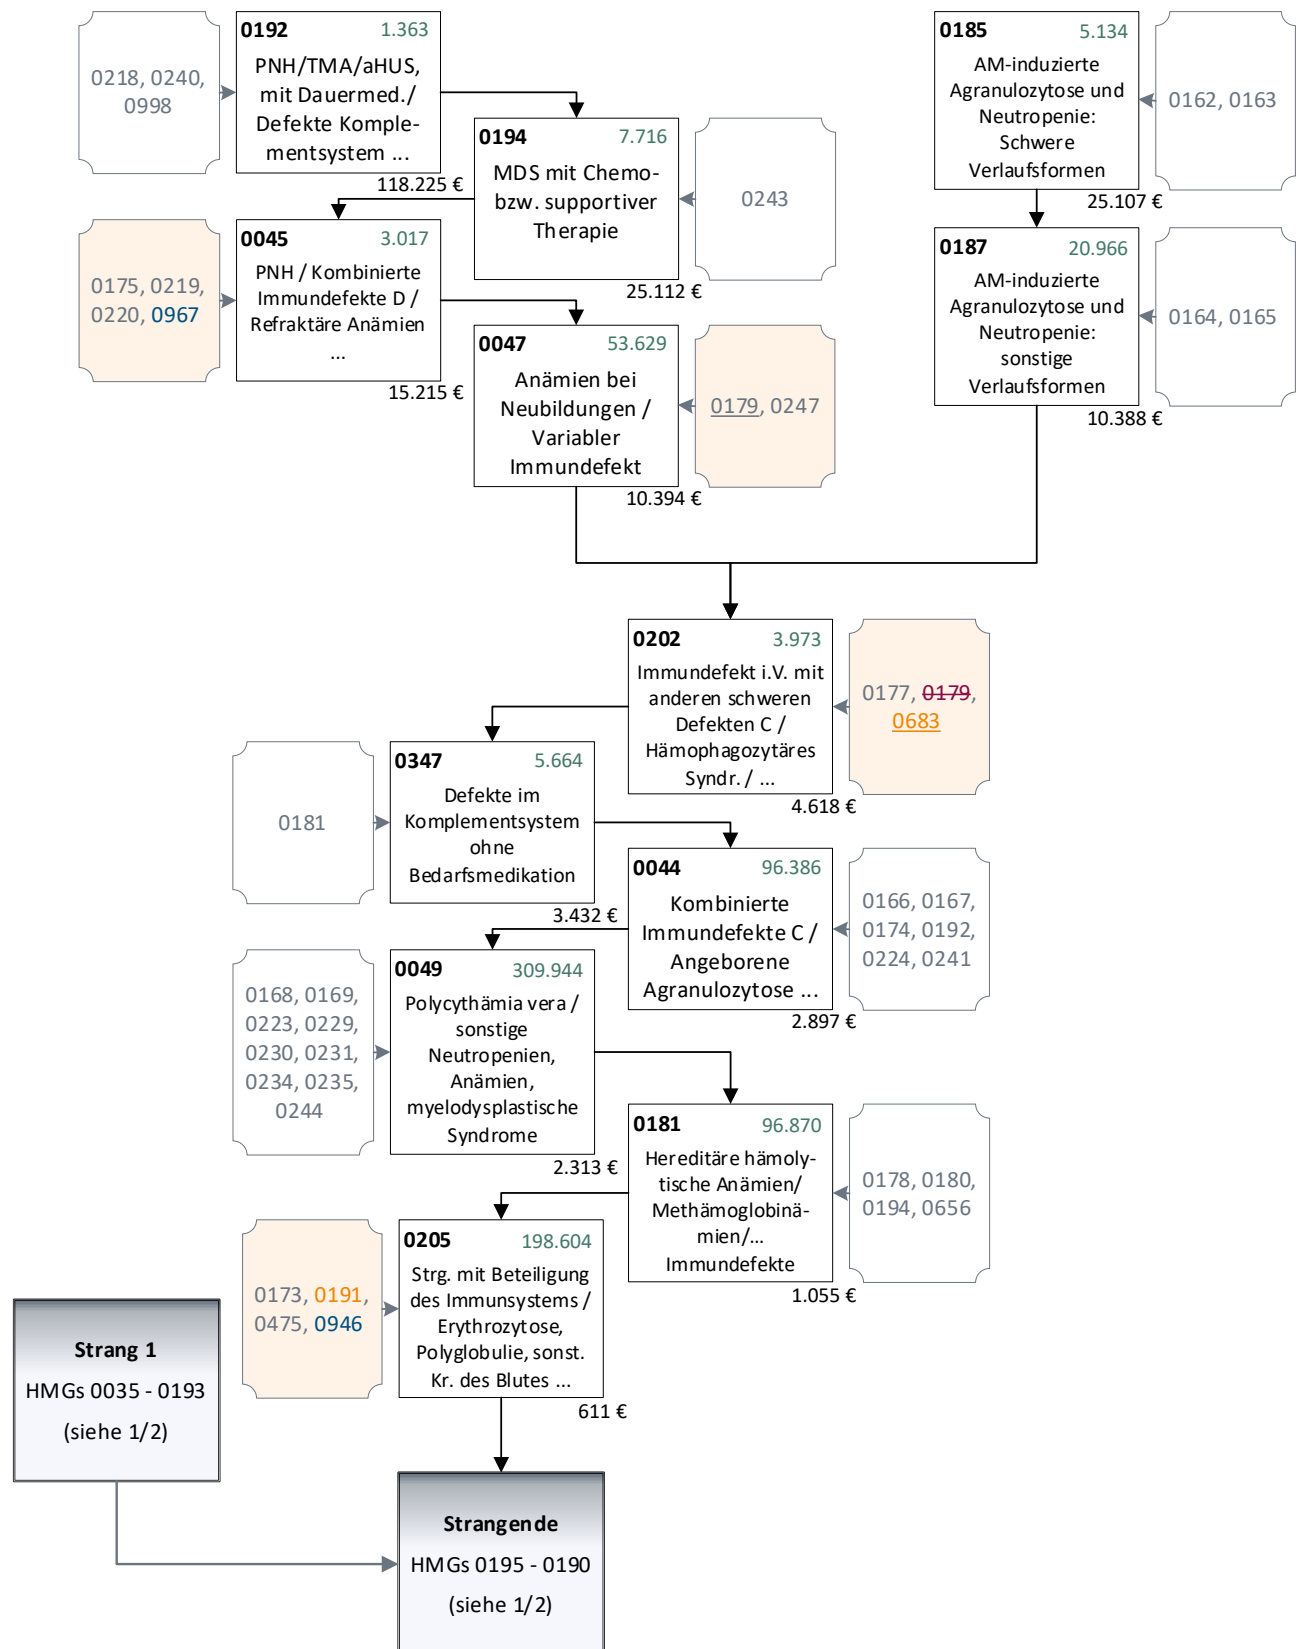 0218, 0240,
0998
0192 1.363
PNH/TMA/aHUS,
mit Dauermed./
Defekte Komple-
mentsystem ...
118.225 €
0194 7.716
MDS mit Chemo-
bzw. supportiver
Therapie
25.112 €
0243
0185 5.134
AM-induzierte
Agranulozytose und
Neutropenie:
Schwere
Verlaufsformen
25.107 €
0162, 0163
0175, 0219,
0220, 0967
0045 3.017
PNH / Kombinierte
Immundefekte D /
Refraktäre Anämien
...
15.215 €
0047 53.629
Anämien bei
Neubildungen /
Variabler
Immundefekt
10.394 €
0179, 0247
0187 20.966
AM-induzierte
Agranulozytose und
Neutropenie:
sonstige
Verlaufsformen
10.388 €
0164, 0165
0202 3.973
Immundefekt i.V. mit
anderen schweren
Defekten C /
Hämophagozytäres
Syndr. / ...
4.618 €
0177, 0179,
0683
0181
0347 5.664
Defekte im
Komplementsystem
ohne
Bedarfsmedikation
3.432 €
0044 96.386
Kombinierte
Immundefekte C /
Angeborene
Agranulozytose ...
2.897 €
0166, 0167,
0174, 0192,
0224, 0241
0168, 0169,
0223, 0229,
0230, 0231,
0234, 0235,
0244
0049 309.944
Polycythämia vera /
sonstige
Neutropenien,
Anämien,
myelodysplastische
Syndrome
2.313 €
0181 96.870
Hereditäre hämoly-
tische Anämien/
Methämoglobinä-
mien/...
Immundefekte
1.055 €
0178, 0180,
0194, 0656
0173, 0191,
0475, 0946
0205 198.604
Strg. mit Beteiligung
des Immunsystems /
Erythrozytose,
Polyglobulie, sonst.
Kr. des Blutes ...
611 €
Strang 1
HMGs 0035 - 0193
(siehe 1/2)
Strangende
HMGs 0195 - 0190
(siehe 1/2)